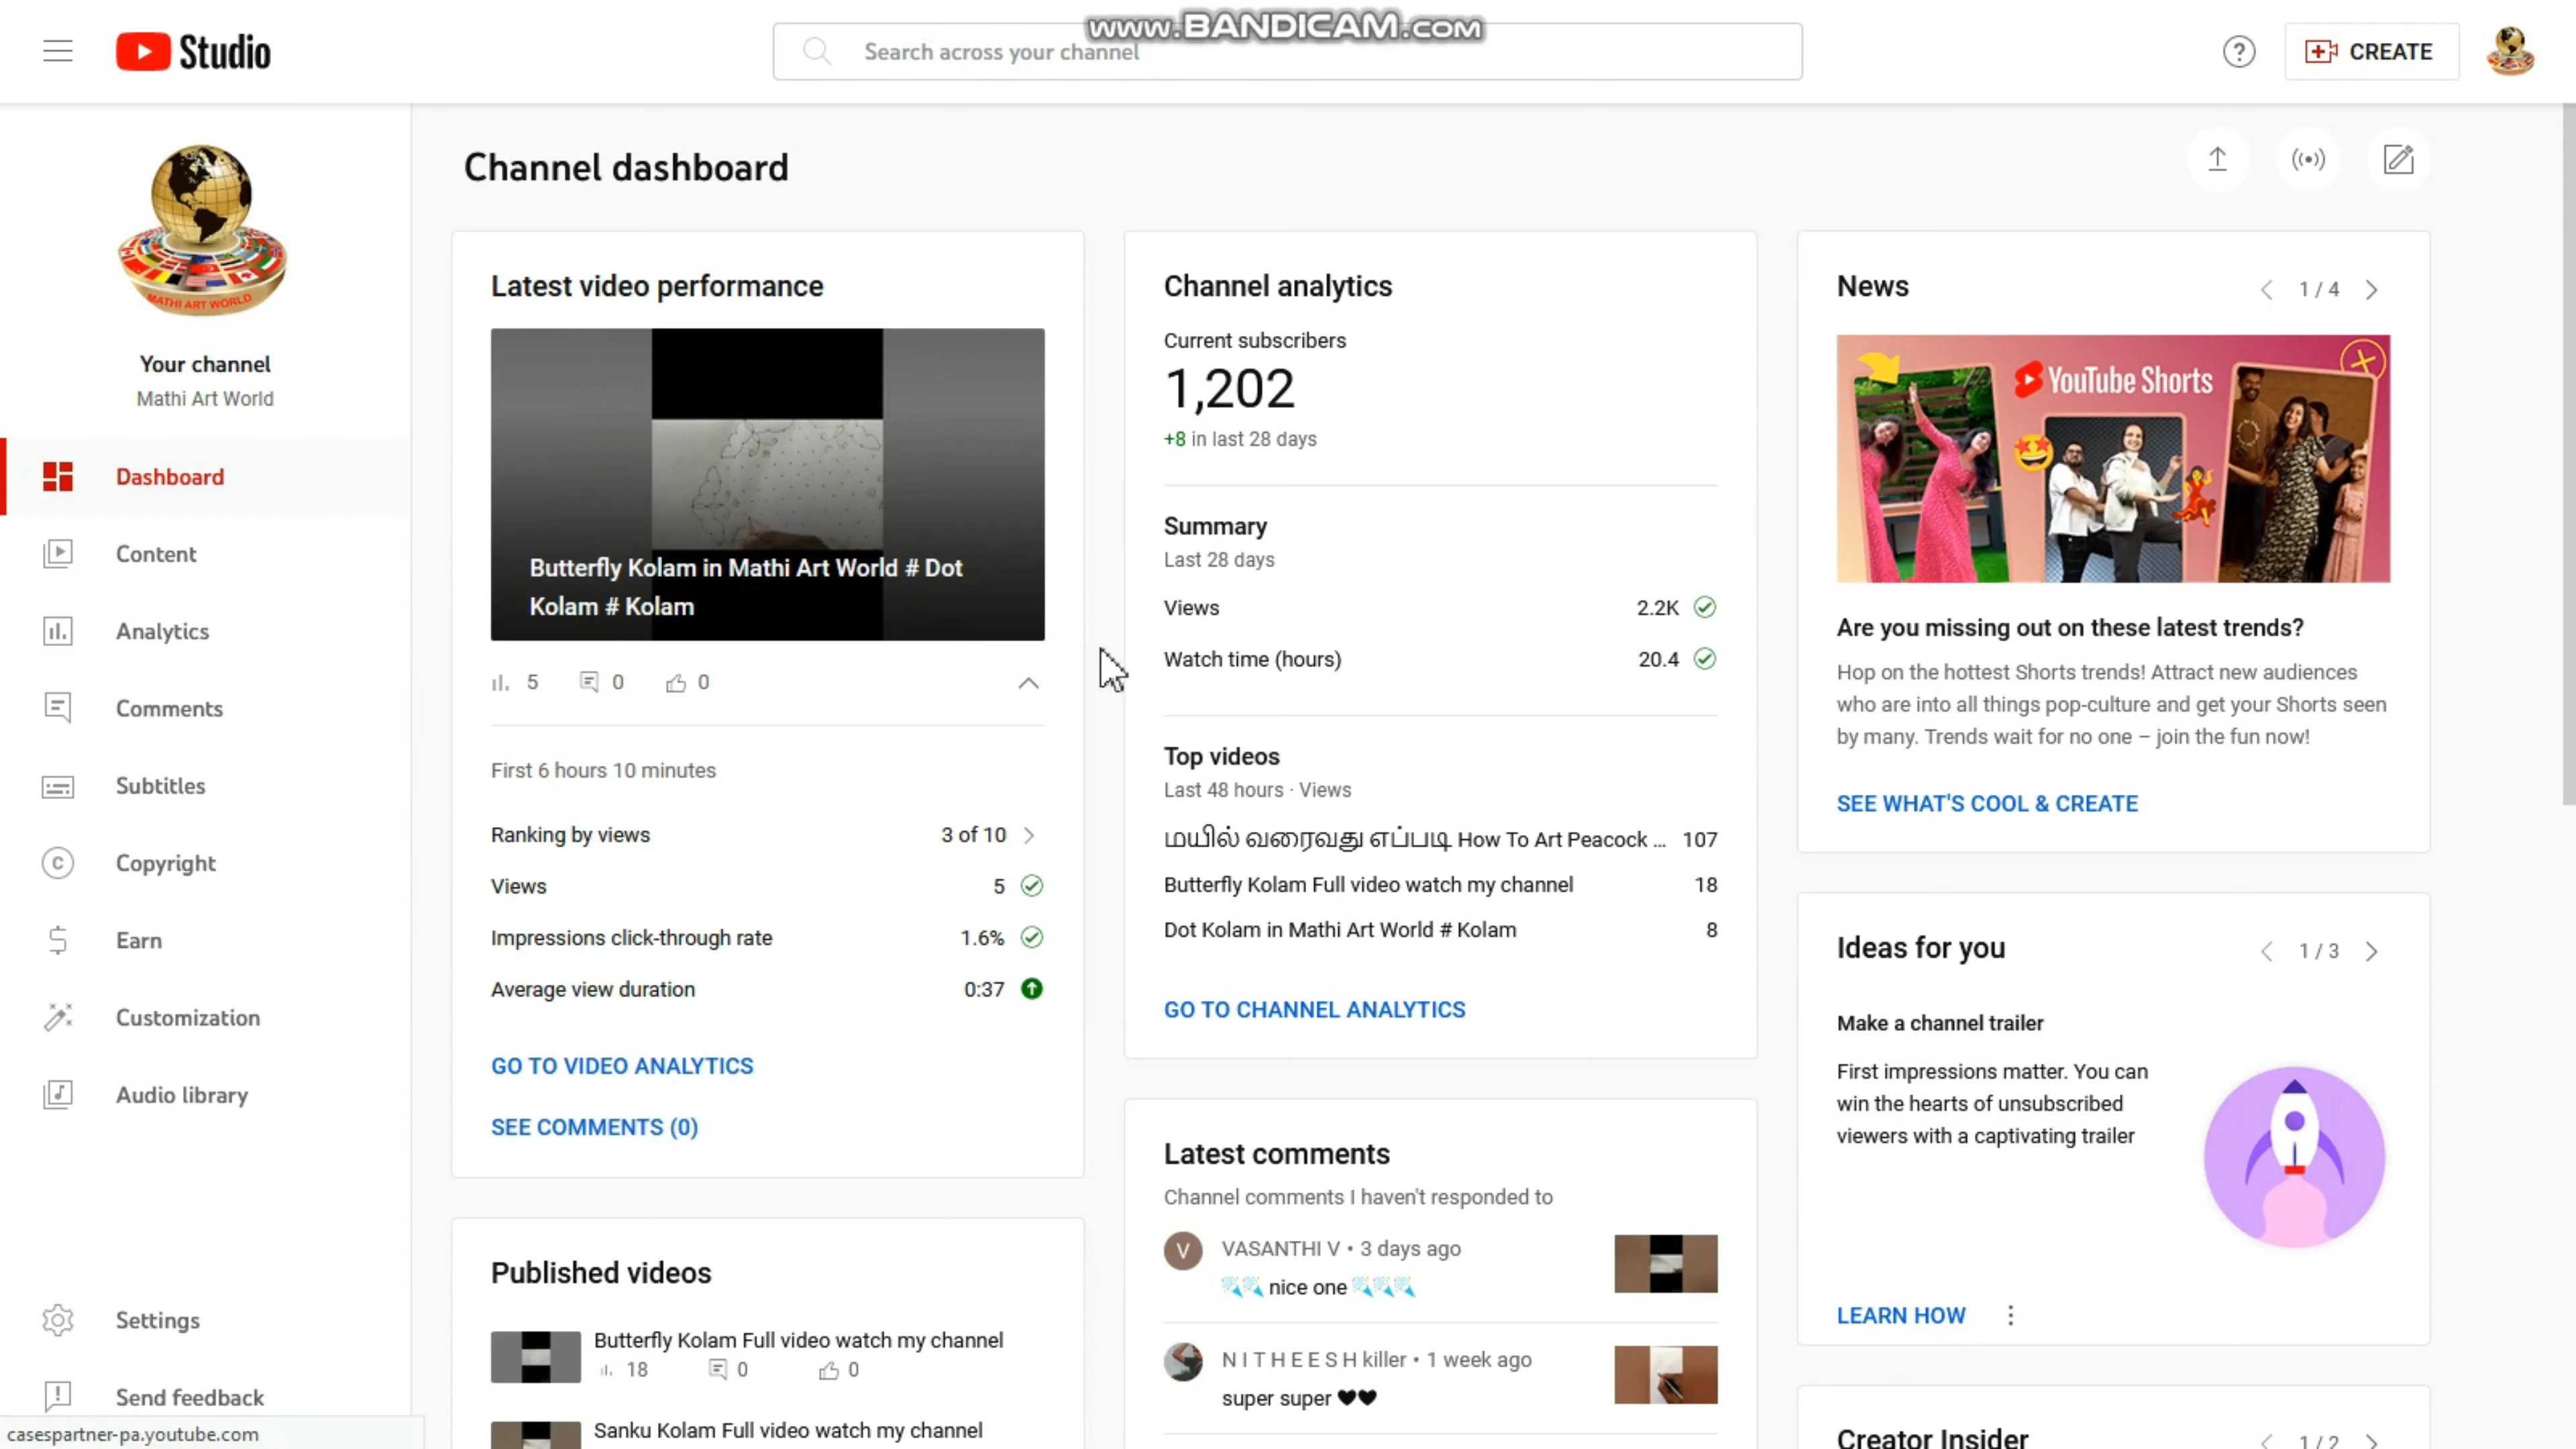 www.BANDICAM.com
Studio
Search across your channel
CREATE
MATHI ART WORLD
Your channel
Mathi Art World
Dashboard
Content
Analytics
Comments
Subtitles
Copyright
Earn
Customization
Audio library
Settings
Send feedback
casespartner-pa.youtube.com
Channel dashboard
Latest video performance
Butterfly Kolam in Mathi Art World # Dot
Kolam # Kolam
5 0 0
First 6 hours 10 minutes
Ranking by views 3 of 10
Views 5
Impressions click-through rate 1.6%
Average view duration 0:37
GO TO VIDEO ANALYTICS
SEE COMMENTS (0)
Published videos
Butterfly Kolam Full video watch my channel
18 0 0
Sanku Kolam Full video watch my channel
Channel analytics
Current subscribers
1,202
+8 in last 28 days
Summary
Last 28 days
Views 2.2K
Watch time (hours) 20.4
Top videos
Last 48 hours · Views
மயில் வரைவது எப்படி How To Art Peacock ... 107
Butterfly Kolam Full video watch my channel 18
Dot Kolam in Mathi Art World # Kolam 8
GO TO CHANNEL ANALYTICS
Latest comments
Channel comments I haven't responded to
V VASANTHI V • 3 days ago
nice one
N I T H E E S H killer • 1 week ago
super super 🖤🖤
News 1 / 4
YouTube Shorts
Are you missing out on these latest trends?
Hop on the hottest Shorts trends! Attract new audiences
who are into all things pop-culture and get your Shorts seen
by many. Trends wait for no one – join the fun now!
SEE WHAT'S COOL & CREATE
Ideas for you 1 / 3
Make a channel trailer
First impressions matter. You can
win the hearts of unsubscribed
viewers with a captivating trailer
LEARN HOW
Creator Insider 1 / 2